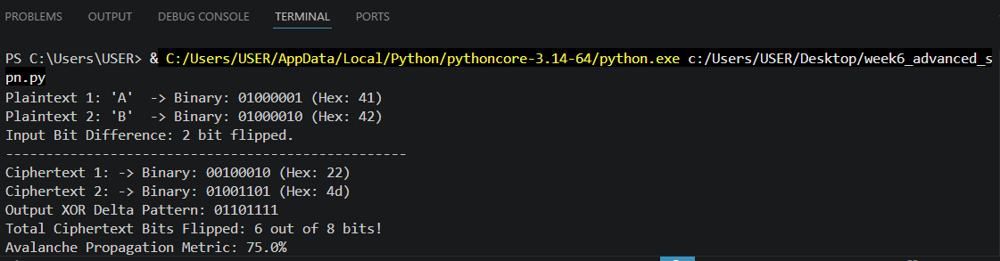 PROBLEMS OUTPUT DEBUG CONSOLE TERMINAL PORTS
PS C:\Users\USER> & C:/Users/USER/AppData/Local/Python/pythoncore-3.14-64/python.exe c:/Users/USER/Desktop/week6_advanced_s
pn.py
Plaintext 1: 'A'  -> Binary: 01000001 (Hex: 41)
Plaintext 2: 'B'  -> Binary: 01000010 (Hex: 42)
Input Bit Difference: 2 bit flipped.
--------------------------------------------------
Ciphertext 1: -> Binary: 00100010 (Hex: 22)
Ciphertext 2: -> Binary: 01001101 (Hex: 4d)
Output XOR Delta Pattern: 01101111
Total Ciphertext Bits Flipped: 6 out of 8 bits!
Avalanche Propagation Metric: 75.0%